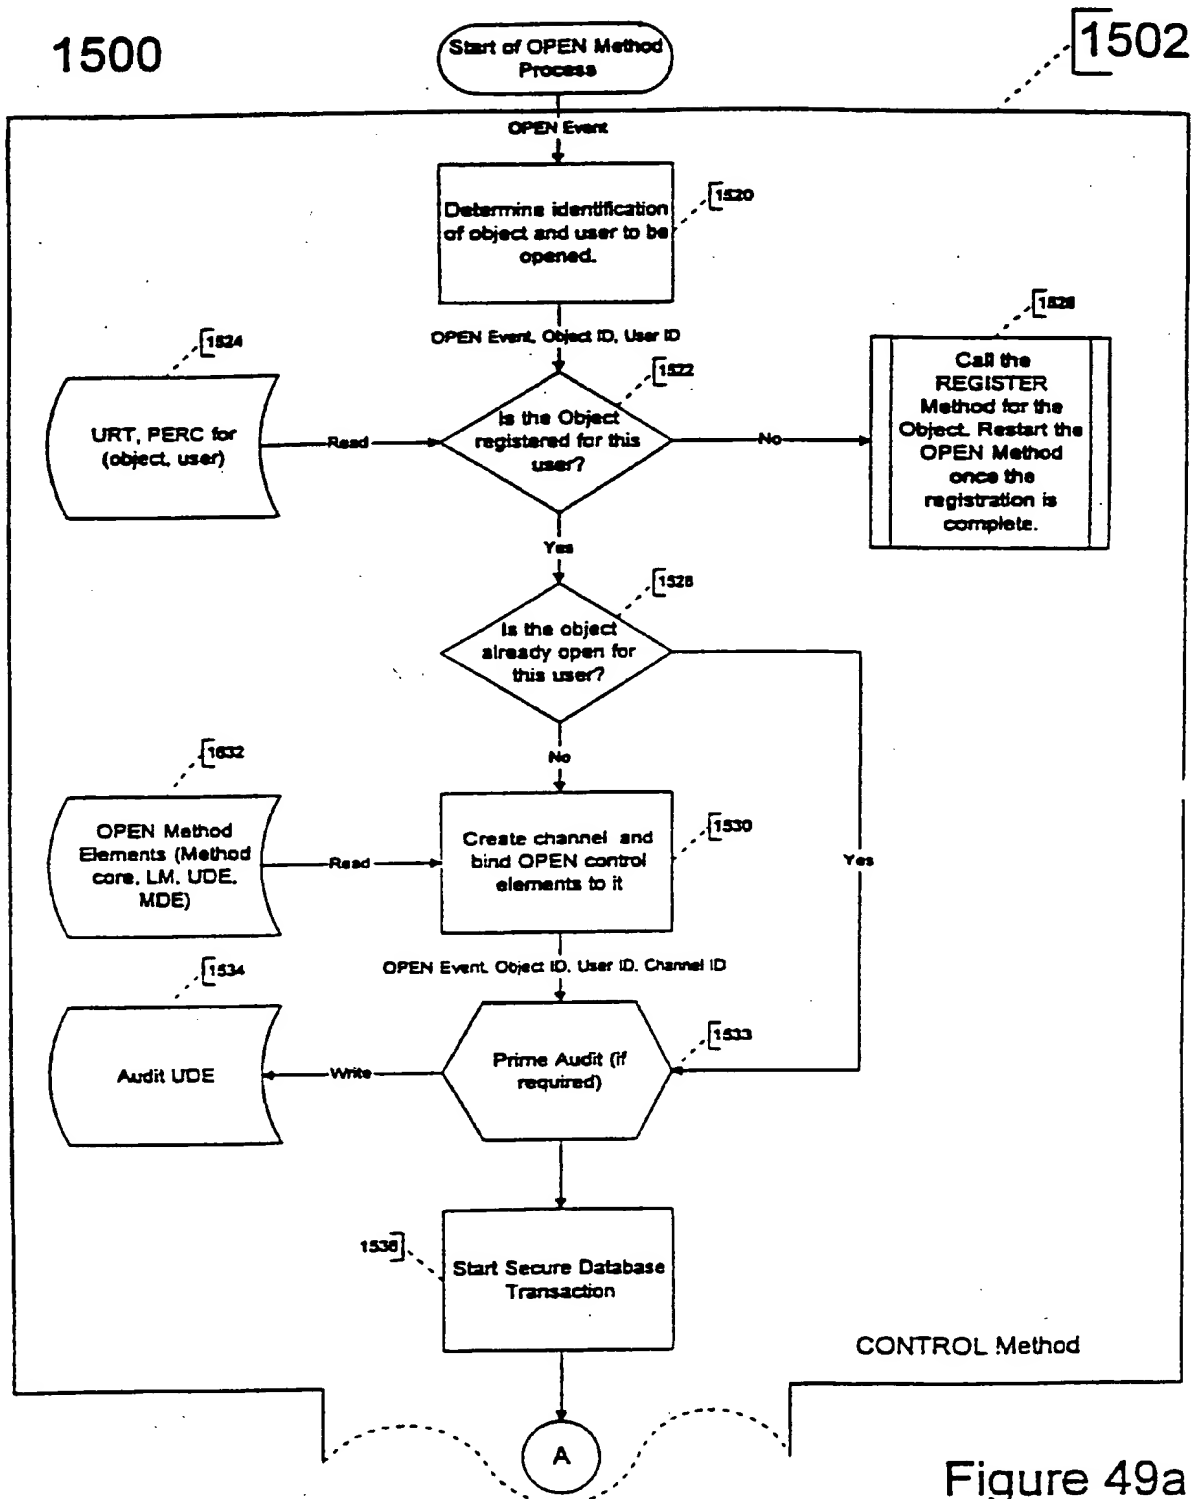 1500
Start of OPEN Method
Process
1502
OPEN Event
Determine identification
of object and user to be
opened.
1520
OPEN Event, Object ID, User ID
1524
URT, PERC for
(object, user)
Read
Is the Object
registered for this
user?
1522
No
1526
Call the
REGISTER
Method for the
Object. Restart the
OPEN Method
once the
registration is
complete.
Yes
Is the object
already open for
this user?
1528
No
Yes
1632
OPEN Method
Elements (Method
core, LM, UDE,
MDE)
Read
Create channel and
bind OPEN control
elements to it
1530
OPEN Event, Object ID, User ID, Channel ID
1534
Audit UDE
Write
Prime Audit (if
required)
1533
1536
Start Secure Database
Transaction
CONTROL Method
A
Figure 49a